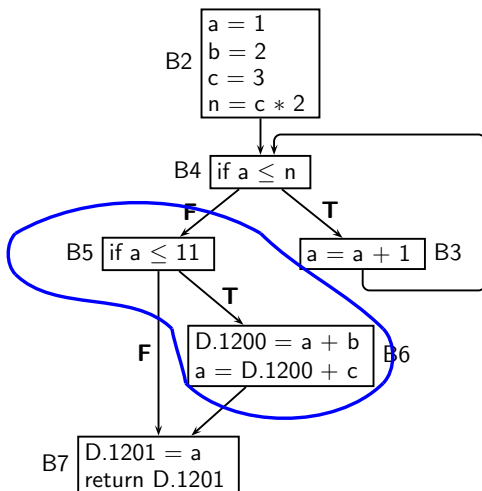 a = 1
B2
b = 2
c = 3
n = c ∗ 2
B4
if a ≤ n
F
T
B5
if a ≤ 11
a = a + 1
B3
T
F
D.1200 = a + b
a = D.1200 + c
B6
B7
D.1201 = a
return D.1201